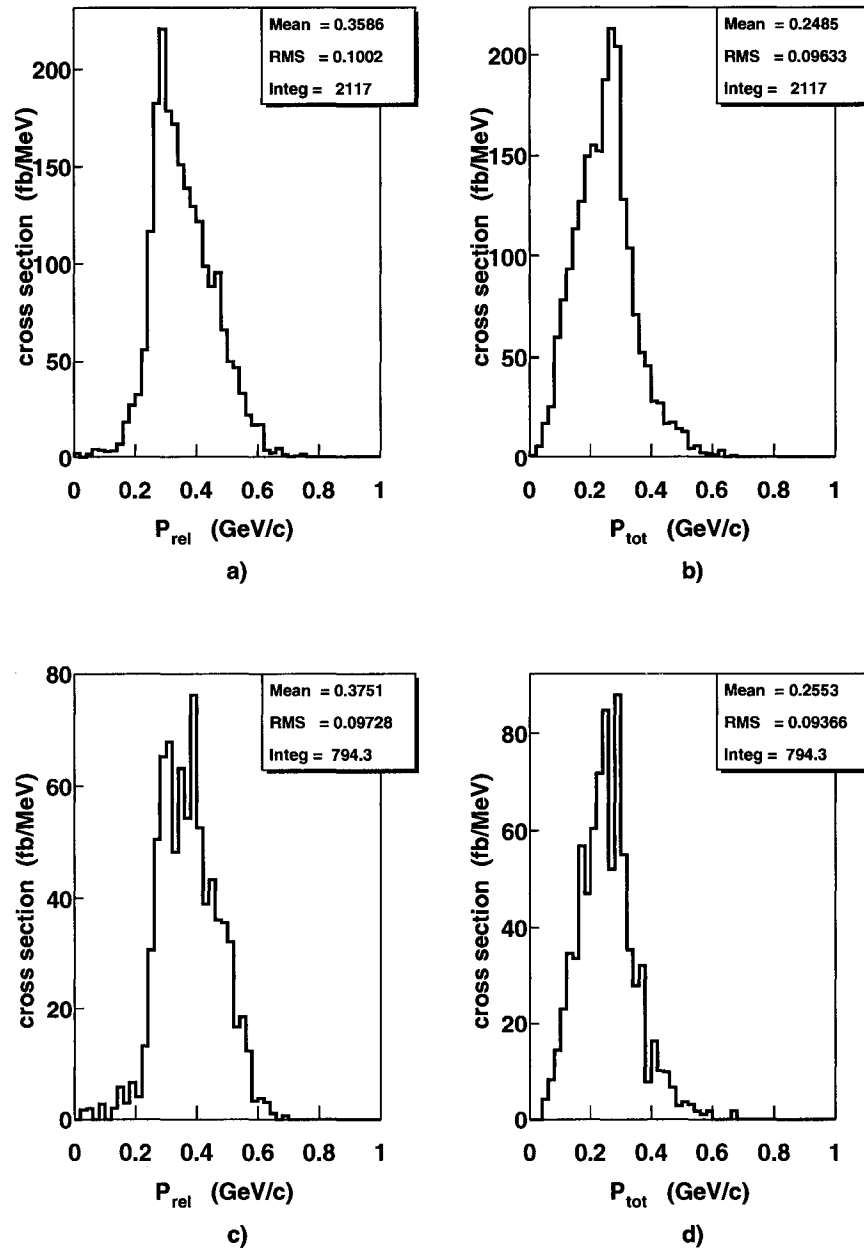 Mean = 0.3586
RMS = 0.1002
Integ = 2117
200
150
100
50
0
cross section (fb/MeV)
0 0.2 0.4 0.6 0.8 1
P_rel (GeV/c)
a)
Mean = 0.2485
RMS = 0.09633
Integ = 2117
200
150
100
50
0
cross section (fb/MeV)
0 0.2 0.4 0.6 0.8 1
P_tot (GeV/c)
b)
Mean = 0.3751
RMS = 0.09728
Integ = 794.3
80
60
40
20
0
cross section (fb/MeV)
0 0.2 0.4 0.6 0.8 1
P_rel (GeV/c)
c)
Mean = 0.2553
RMS = 0.09366
Integ = 794.3
80
60
40
20
0
cross section (fb/MeV)
0 0.2 0.4 0.6 0.8 1
P_tot (GeV/c)
d)